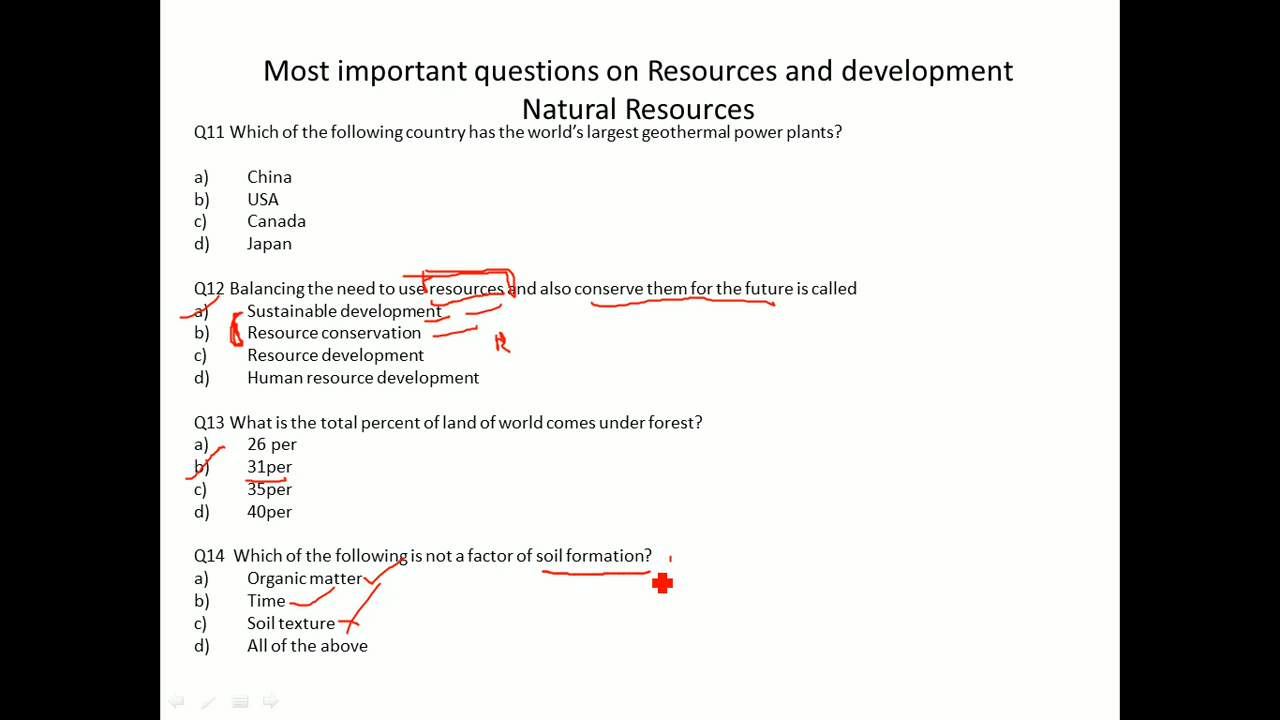 Most important questions on Resources and development
Natural Resources
Q11 Which of the following country has the world's largest geothermal power plants?
a) China
b) USA
c) Canada
d) Japan
Q12 Balancing the need to use resources and also conserve them for the future is called
a) Sustainable development
b) Resource conservation
R
c) Resource development
d) Human resource development
Q13 What is the total percent of land of world comes under forest?
a) 26 per
b) 31per
c) 35per
d) 40per
Q14 Which of the following is not a factor of soil formation?
a) Organic matter
b) Time
c) Soil texture
d) All of the above